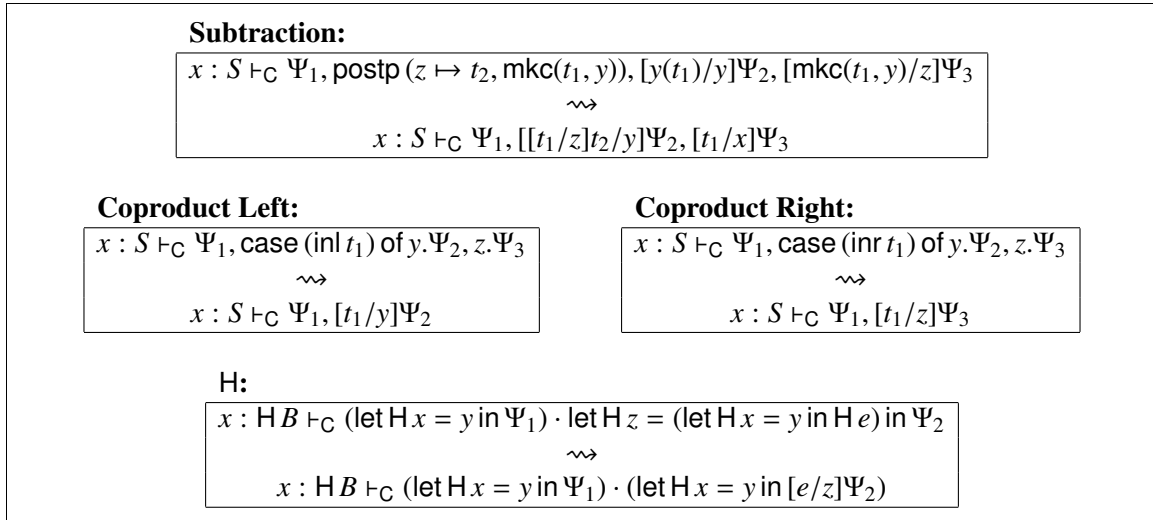 Subtraction:
x : S ⊢C Ψ1, postp (z ↦ t2, mkc(t1, y)), [y(t1)/y]Ψ2, [mkc(t1, y)/z]Ψ3
⇝
x : S ⊢C Ψ1, [[t1/z]t2/y]Ψ2, [t1/x]Ψ3
Coproduct Left:
x : S ⊢C Ψ1, case (inl t1) of y.Ψ2, z.Ψ3
⇝
x : S ⊢C Ψ1, [t1/y]Ψ2
Coproduct Right:
x : S ⊢C Ψ1, case (inr t1) of y.Ψ2, z.Ψ3
⇝
x : S ⊢C Ψ1, [t1/z]Ψ3
H:
x : H B ⊢C (let H x = y in Ψ1) · let H z = (let H x = y in H e) in Ψ2
⇝
x : H B ⊢C (let H x = y in Ψ1) · (let H x = y in [e/z]Ψ2)